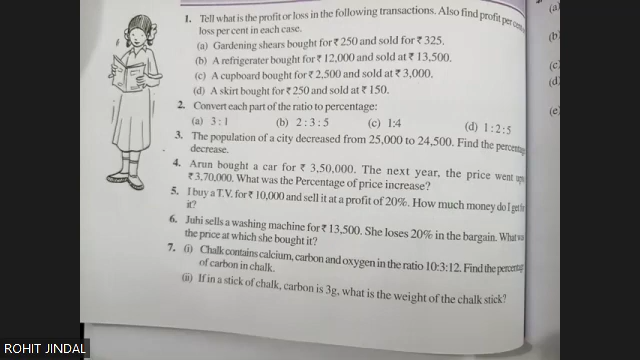 1. Tell what is the profit or loss in the following transactions. Also find profit per cent
loss per cent in each case.
(a) Gardening shears bought for ₹ 250 and sold for ₹ 325.
(b) A refrigerater bought for ₹ 12,000 and sold at ₹ 13,500.
(c) A cupboard bought for ₹ 2,500 and sold at ₹ 3,000.
(d) A skirt bought for ₹ 250 and sold at ₹ 150.
2. Convert each part of the ratio to percentage:
(a) 3 : 1 (b) 2 : 3 : 5 (c) 1:4 (d) 1 : 2 : 5
3. The population of a city decreased from 25,000 to 24,500. Find the percentag
decrease.
4. Arun bought a car for ₹ 3,50,000. The next year, the price went up
₹ 3,70,000. What was the Percentage of price increase?
5. I buy a T.V. for ₹ 10,000 and sell it at a profit of 20%. How much money do I get
it?
6. Juhi sells a washing machine for ₹ 13,500. She loses 20% in the bargain. What
the price at which she bought it?
7. (i) Chalk contains calcium, carbon and oxygen in the ratio 10:3:12. Find the percentag
of carbon in chalk.
(ii) If in a stick of chalk, carbon is 3g, what is the weight of the chalk stick?
(b)
(c)
(d)
(e)
ROHIT JINDAL